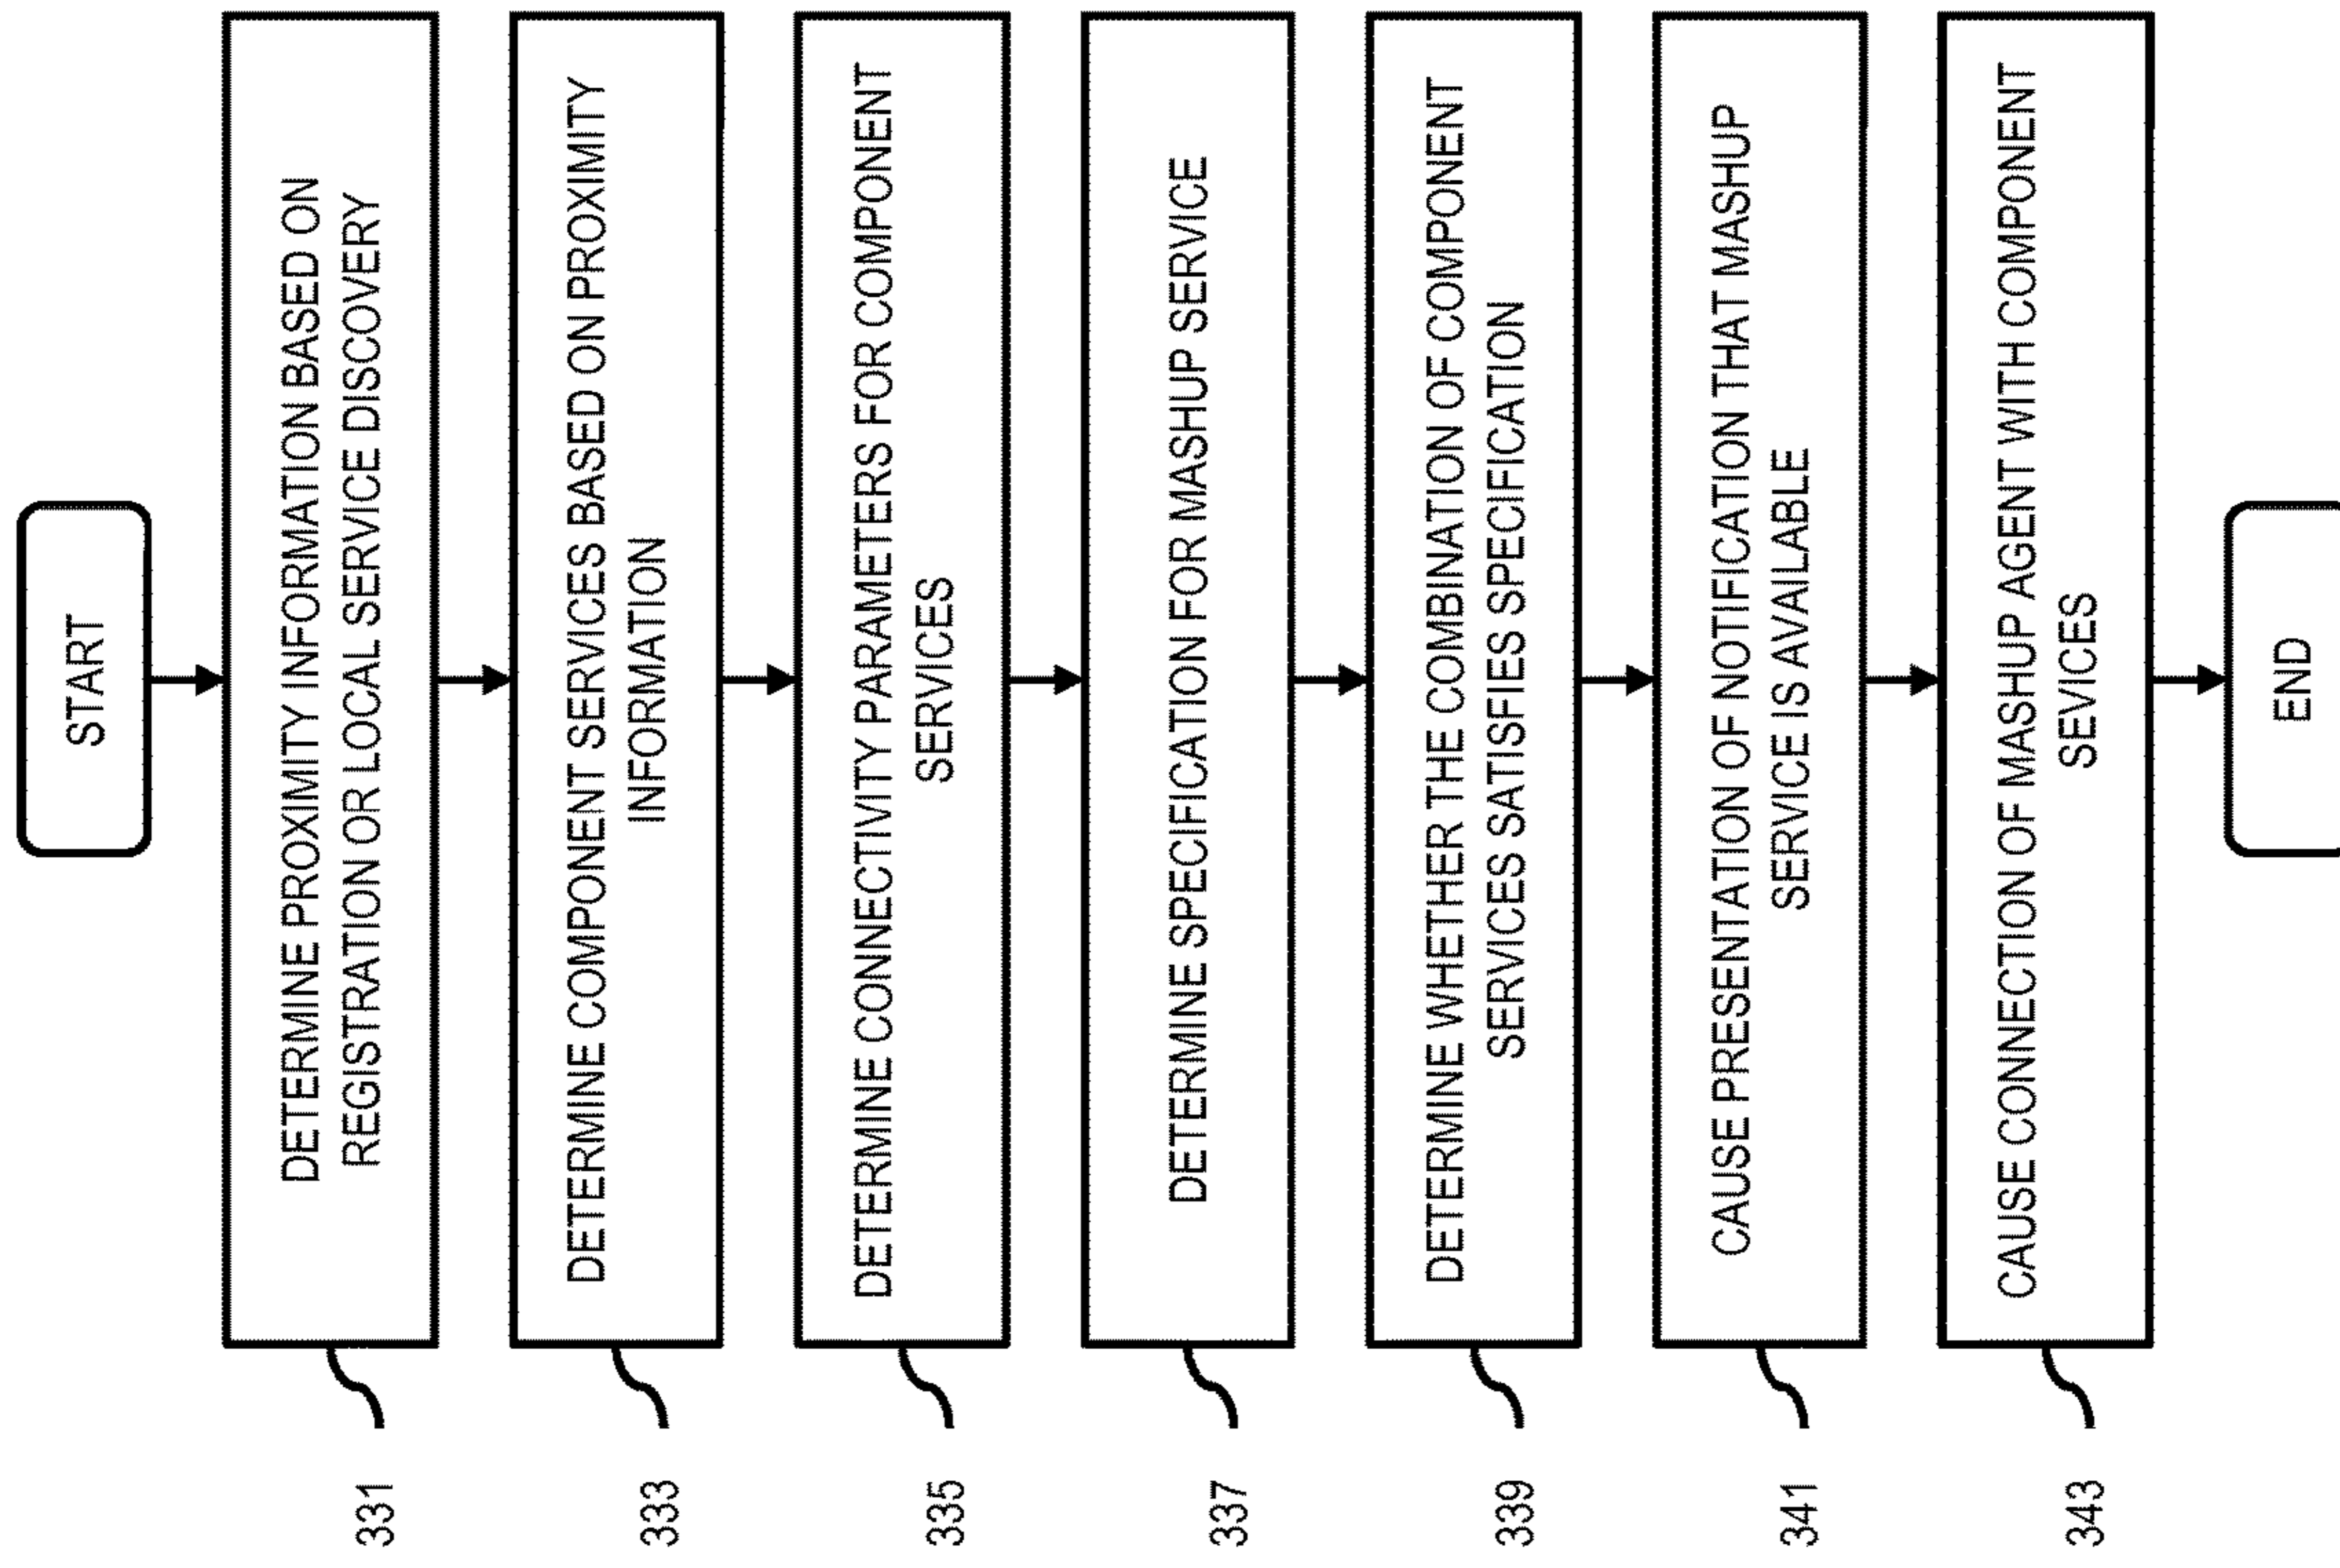 START
331
DETERMINE PROXIMITY INFORMATION BASED ON
REGISTRATION OR LOCAL SERVICE DISCOVERY
333
DETERMINE COMPONENT SERVICES BASED ON PROXIMITY
INFORMATION
335
DETERMINE CONNECTIVITY PARAMETERS FOR COMPONENT
SERVICES
337
DETERMINE SPECIFICATION FOR MASHUP SERVICE
339
DETERMINE WHETHER THE COMBINATION OF COMPONENT
SERVICES SATISFIES SPECIFICATION
341
CAUSE PRESENTATION OF NOTIFICATION THAT MASHUP
SERVICE IS AVAILABLE
343
CAUSE CONNECTION OF MASHUP AGENT WITH COMPONENT
SEVICES
END